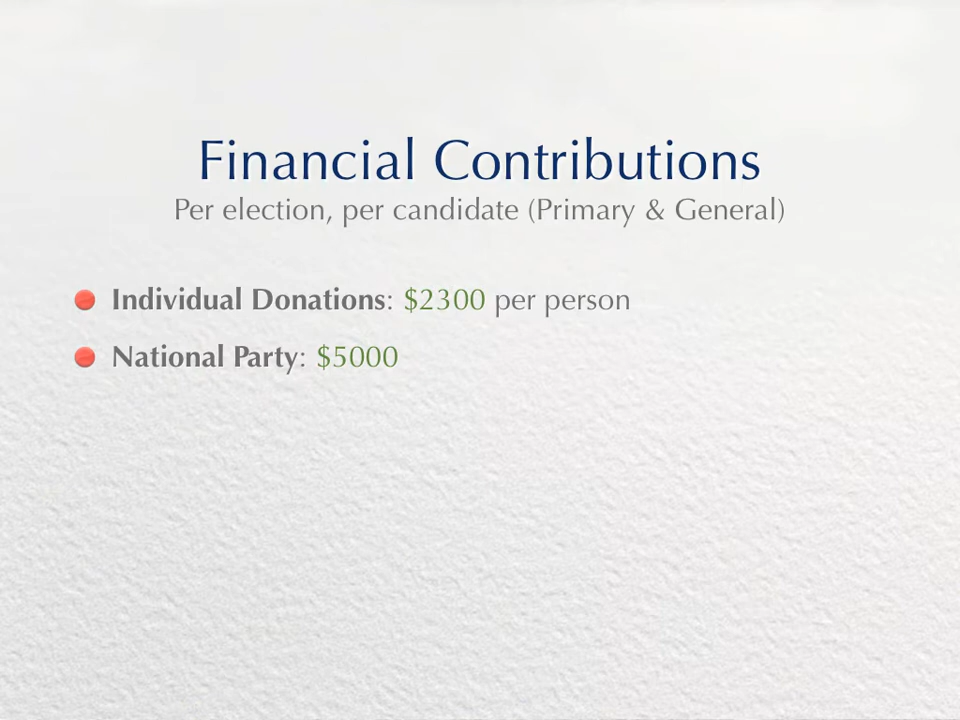 Financial Contributions
Per election, per candidate (Primary & General)
Individual Donations: $2300 per person
National Party: $5000